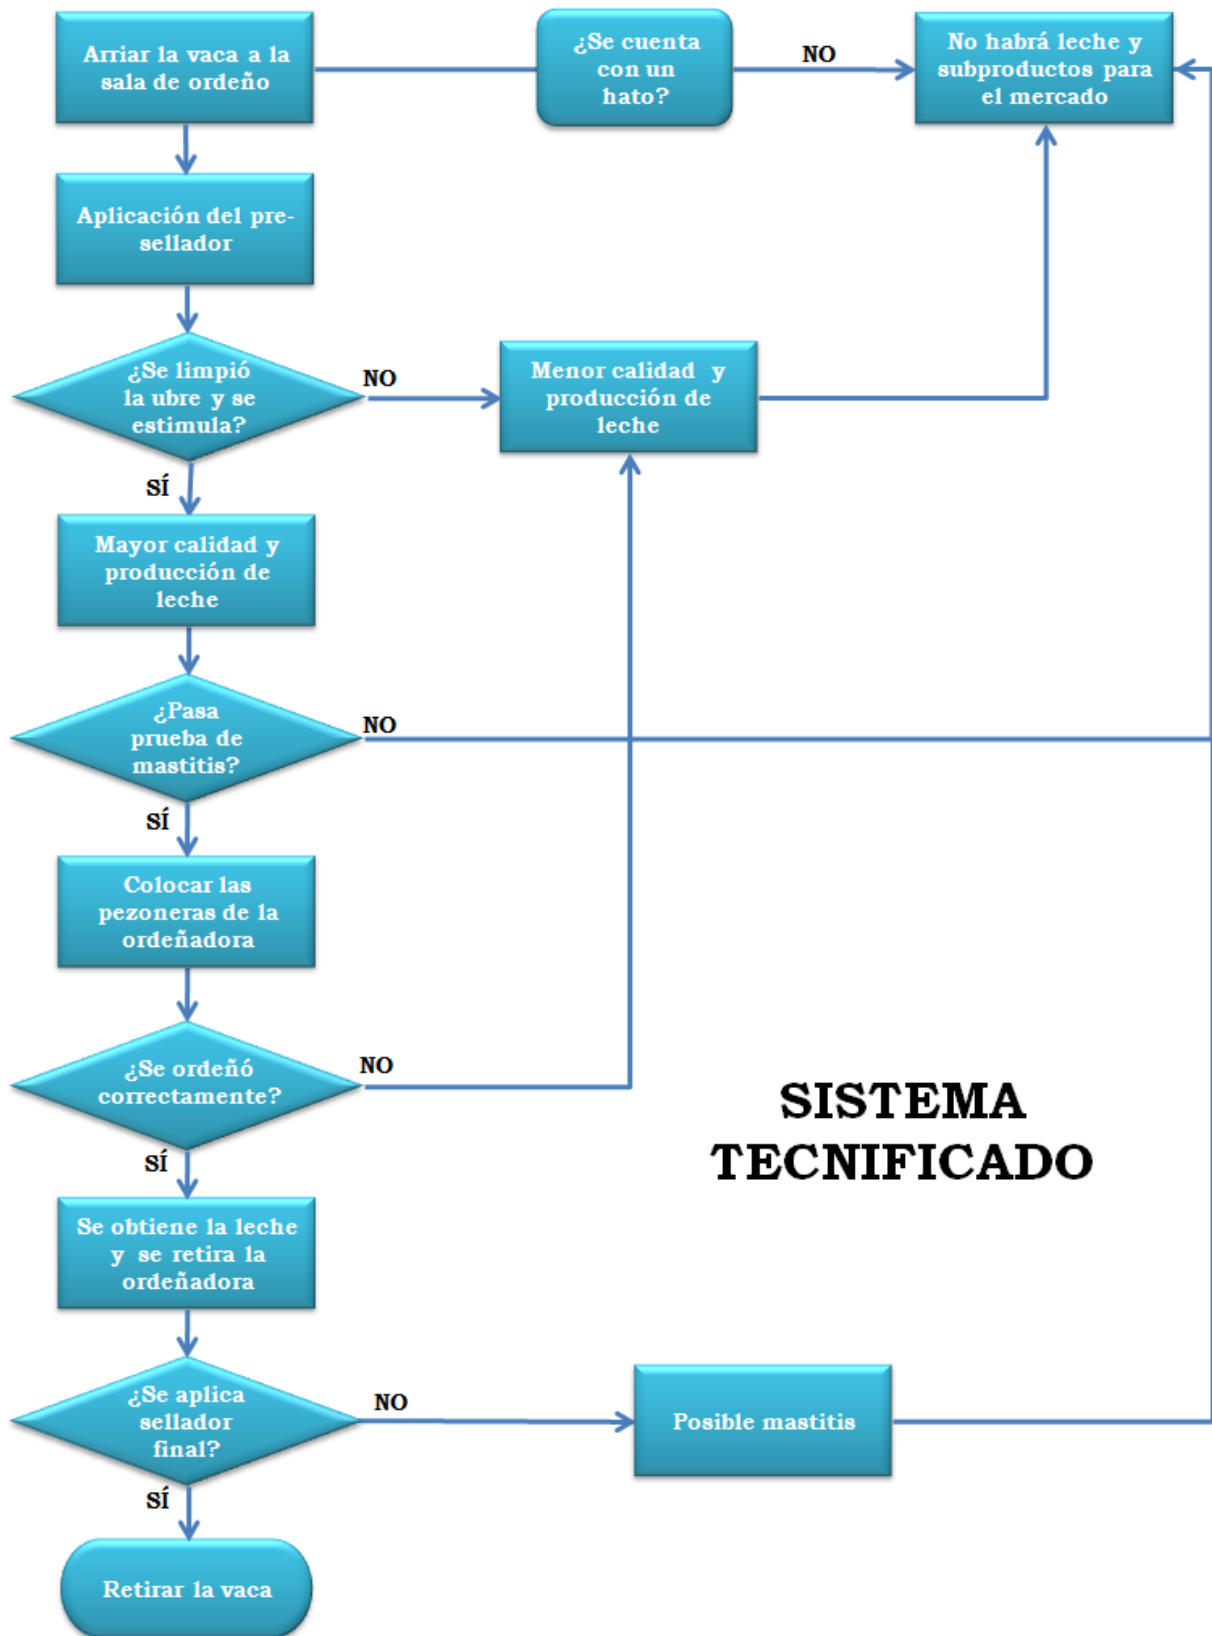 Arriar la vaca a la
sala de ordeño
¿Se cuenta
con un
hato?
NO
No habrá leche y
subproductos para
el mercado
Aplicación del pre-
sellador
¿Se limpió
la ubre y se
estimula?
NO
Menor calidad y
producción de
leche
SÍ
Mayor calidad y
producción de
leche
¿Pasa
prueba de
mastitis?
NO
SÍ
Colocar las
pezoneras de la
ordeñadora
¿Se ordeñó
correctamente?
NO
SISTEMA
TECNIFICADO
SÍ
Se obtiene la leche
y se retira la
ordeñadora
¿Se aplica
sellador
final?
NO
Posible mastitis
SÍ
Retirar la vaca